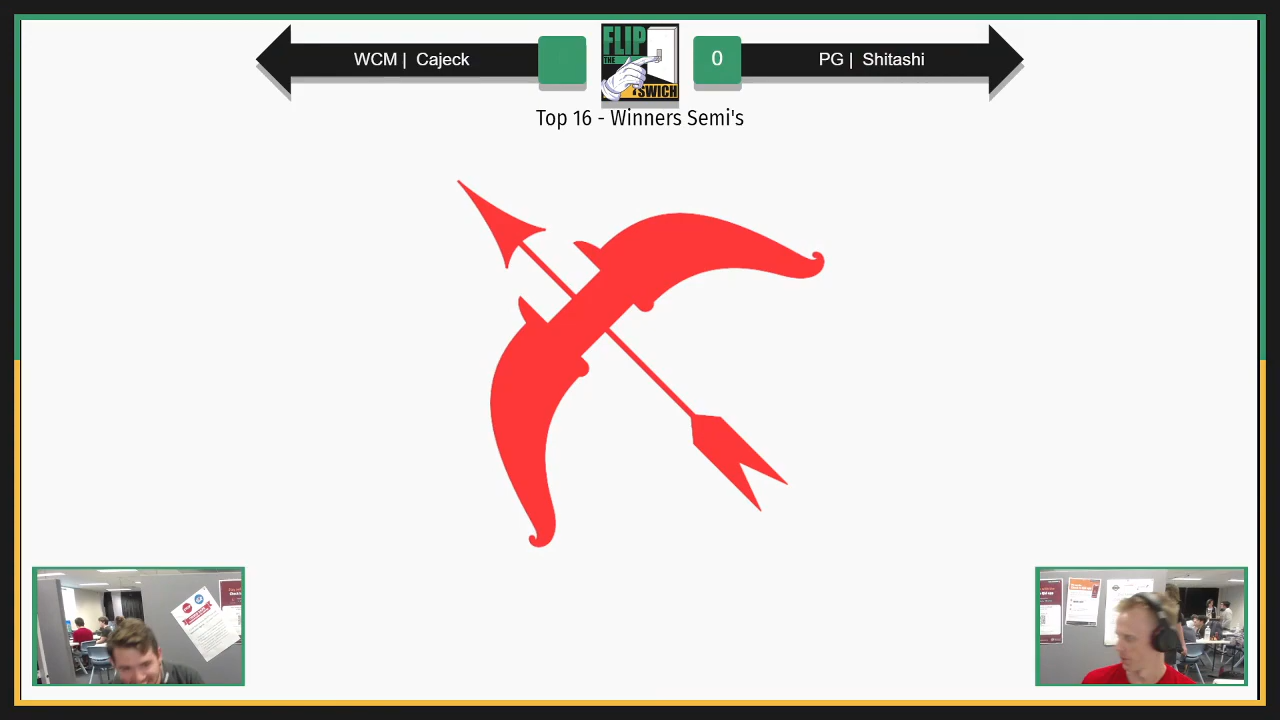 WCM | Cajeck
FLIP
THE
SWICH
0
PG | Shitashi
Top 16 - Winners Semi's